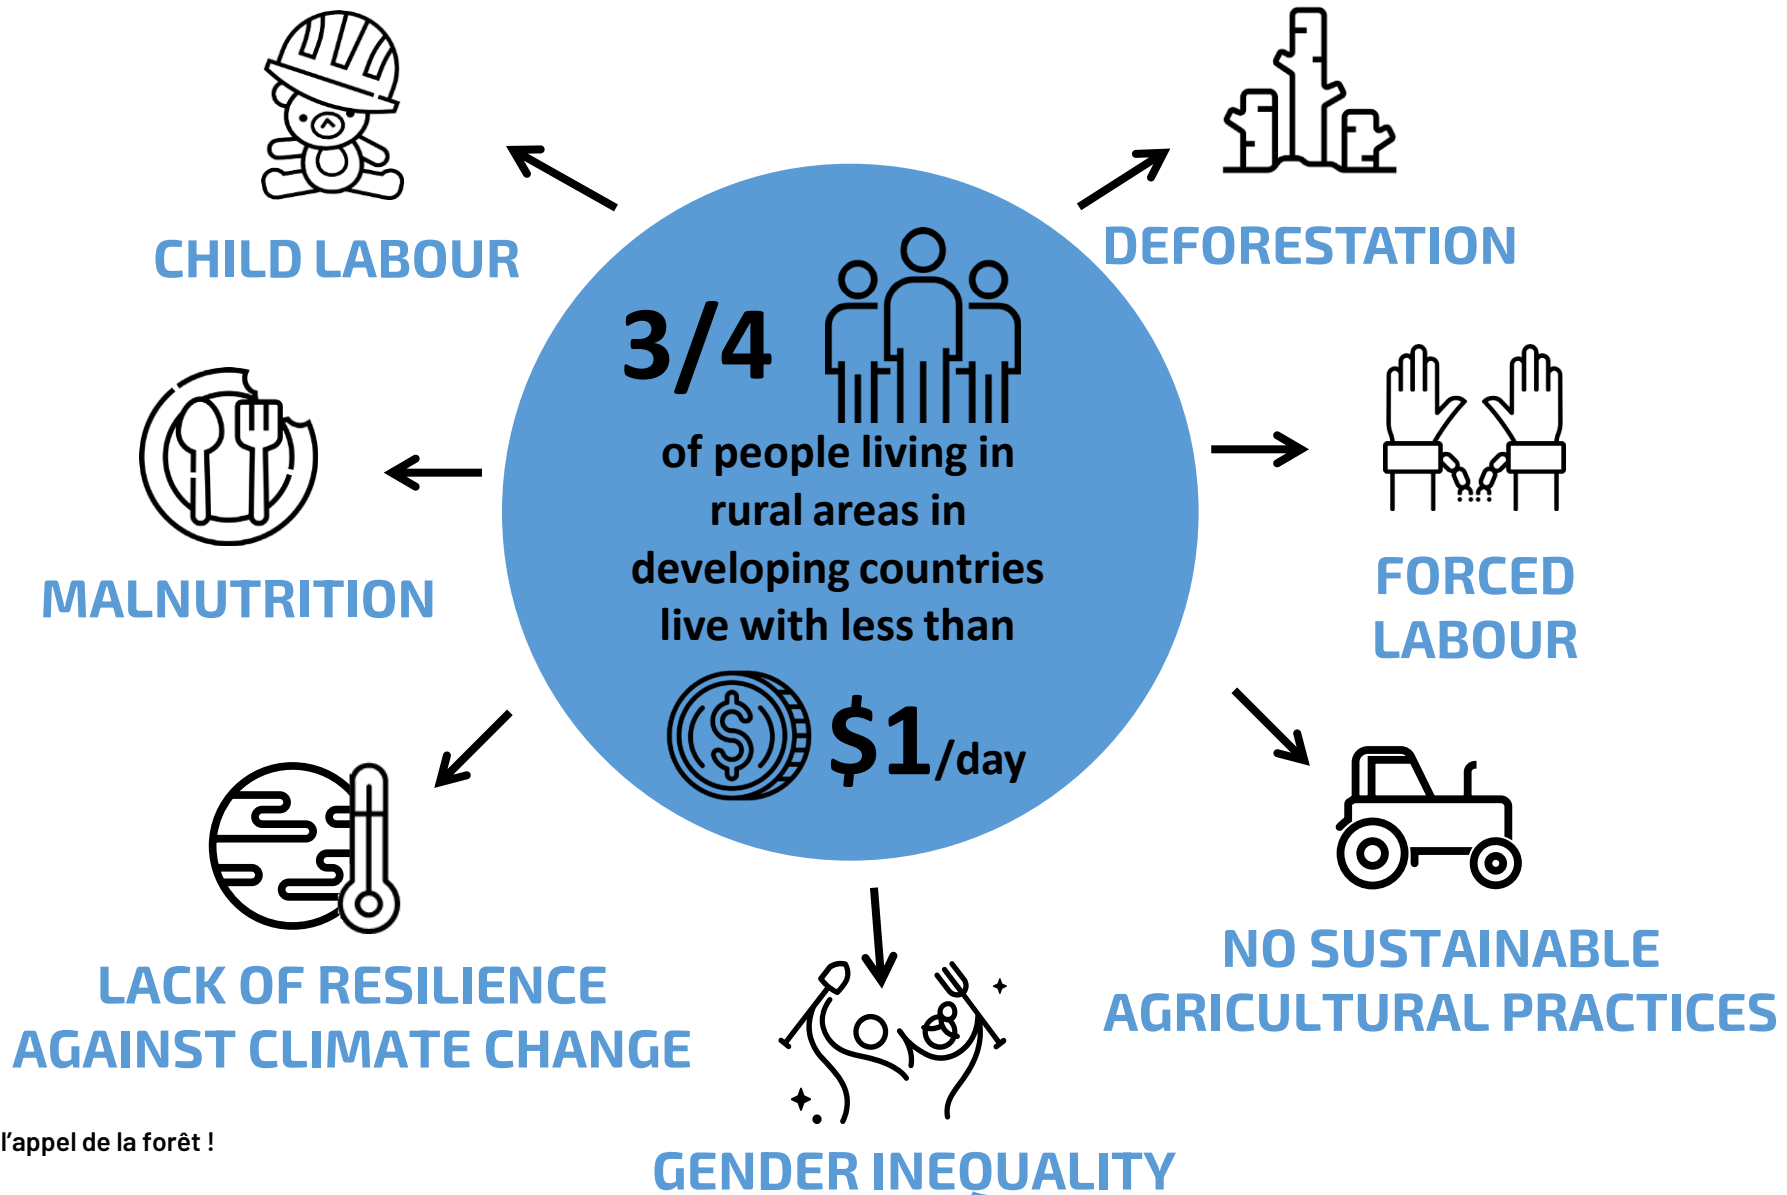 CHILD LABOUR
DEFORESTATION
3/4
of people living in
rural areas in
developing countries
live with less than
$1/day
MALNUTRITION
FORCED
LABOUR
LACK OF RESILIENCE
AGAINST CLIMATE CHANGE
NO SUSTAINABLE
AGRICULTURAL PRACTICES
l'appel de la forêt !
GENDER INEQUALITY